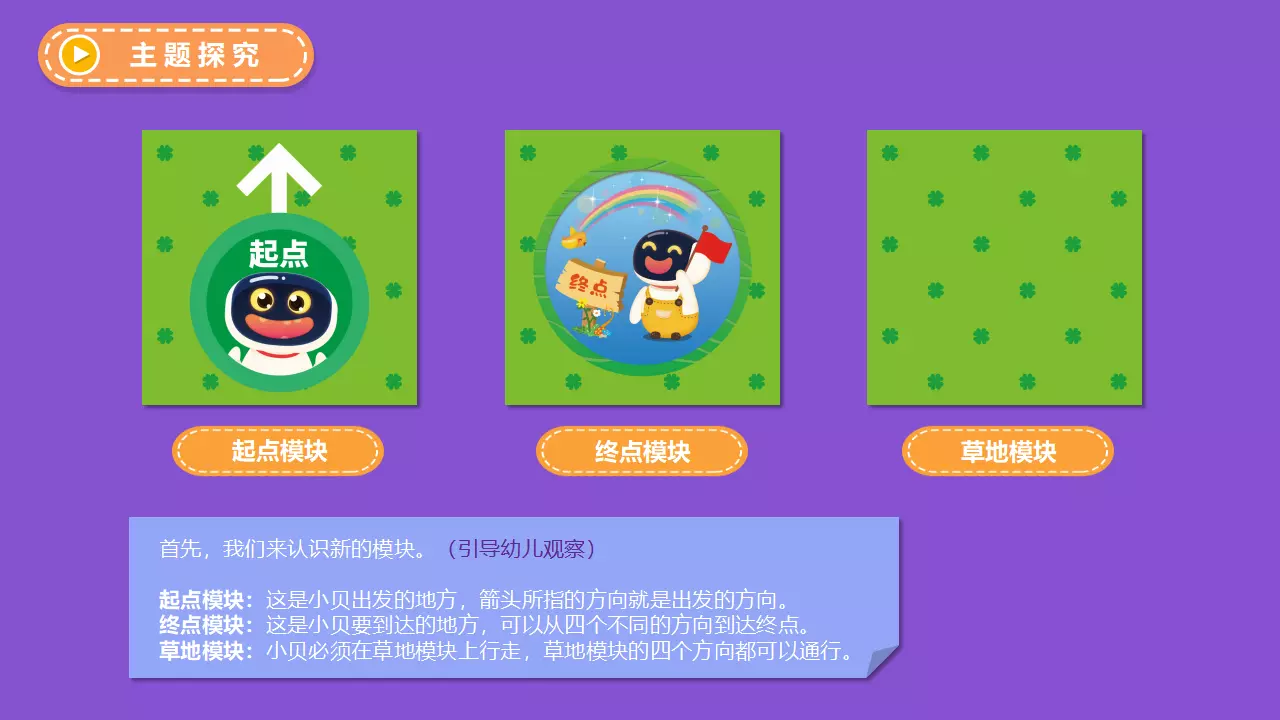 主题探究
起点
终点
起点模块
终点模块
草地模块
首先，我们来认识新的模块。（引导幼儿观察）
起点模块：这是小贝出发的地方，箭头所指的方向就是出发的方向。
终点模块：这是小贝要到达的地方，可以从四个不同的方向到达终点。
草地模块：小贝必须在草地模块上行走，草地模块的四个方向都可以通行。